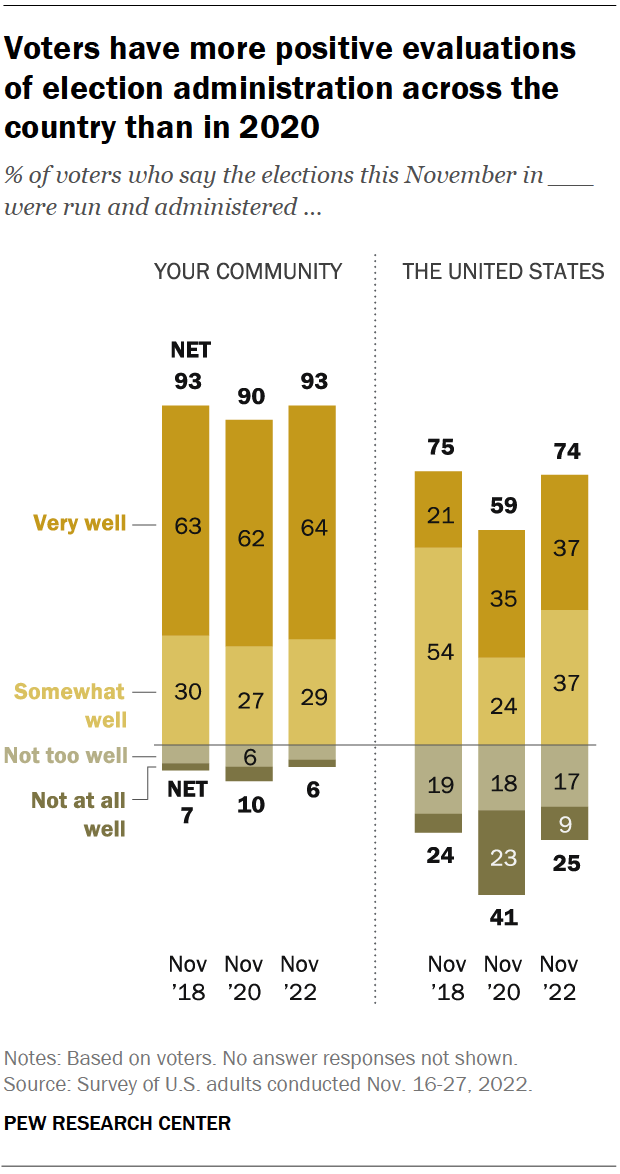 Voters have more positive evaluations
of election administration across the
country than in 2020
% of voters who say the elections this November in ___
were run and administered ...
YOUR COMMUNITY
THE UNITED STATES
NET
93
90
93
75
59
74
Very well
63
62
64
21
35
37
Somewhat
well
30
27
29
54
24
37
Not too well
6
19
18
17
Not at all
well
23
9
NET
7
10
6
24
41
25
Nov
’18
Nov
’20
Nov
’22
Nov
’18
Nov
’20
Nov
’22
Notes: Based on voters. No answer responses not shown.
Source: Survey of U.S. adults conducted Nov. 16-27, 2022.
PEW RESEARCH CENTER